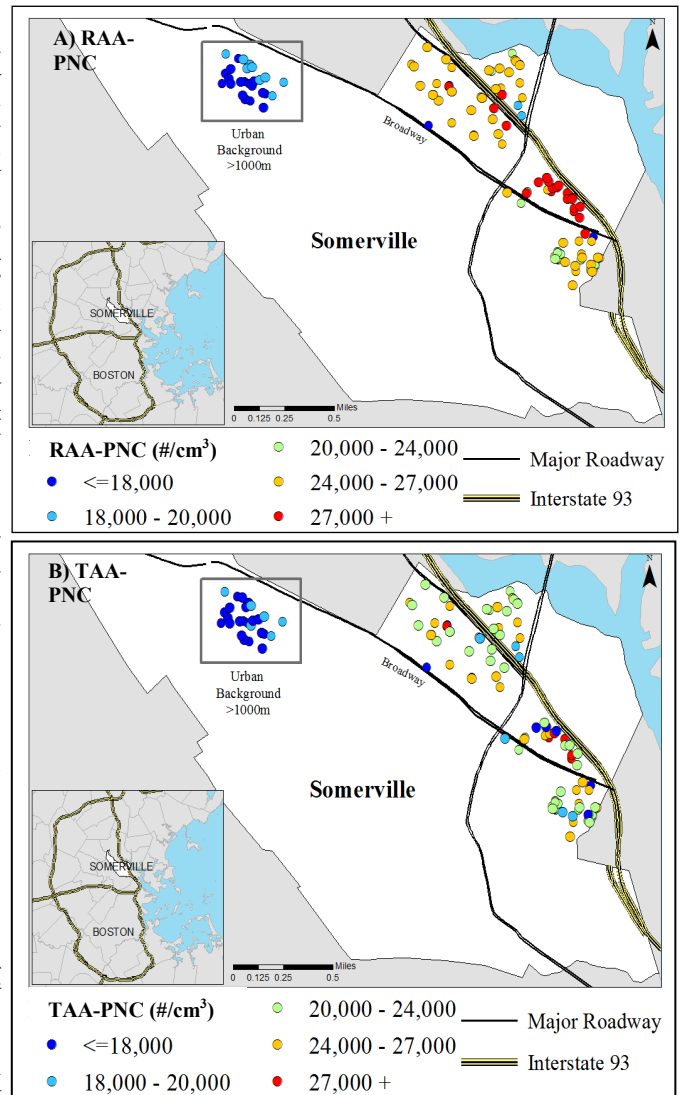 A) RAA-
PNC
N
Urban
Background
>1000m
Broadway
Somerville
SOMERVILLE
BOSTON
Miles
0 0.125 0.25 0.5
RAA-PNC (#/cm³)
<=18,000
18,000 - 20,000
20,000 - 24,000
24,000 - 27,000
27,000 +
Major Roadway
Interstate 93
B) TAA-
PNC
N
Urban
Background
>1000m
Broadway
Somerville
SOMERVILLE
BOSTON
Miles
0 0.125 0.25 0.5
TAA-PNC (#/cm³)
<=18,000
18,000 - 20,000
20,000 - 24,000
24,000 - 27,000
27,000 +
Major Roadway
Interstate 93